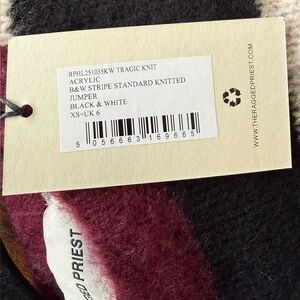 RPHL251035KW TRAGIC KNIT
ACRYLIC
B&W STRIPE STANDARD KNITTED
JUMPER
BLACK & WHITE
XS=UK 6
5 056663 169665
WWW.THERAGGEDPRIEST.COM
PRIEST